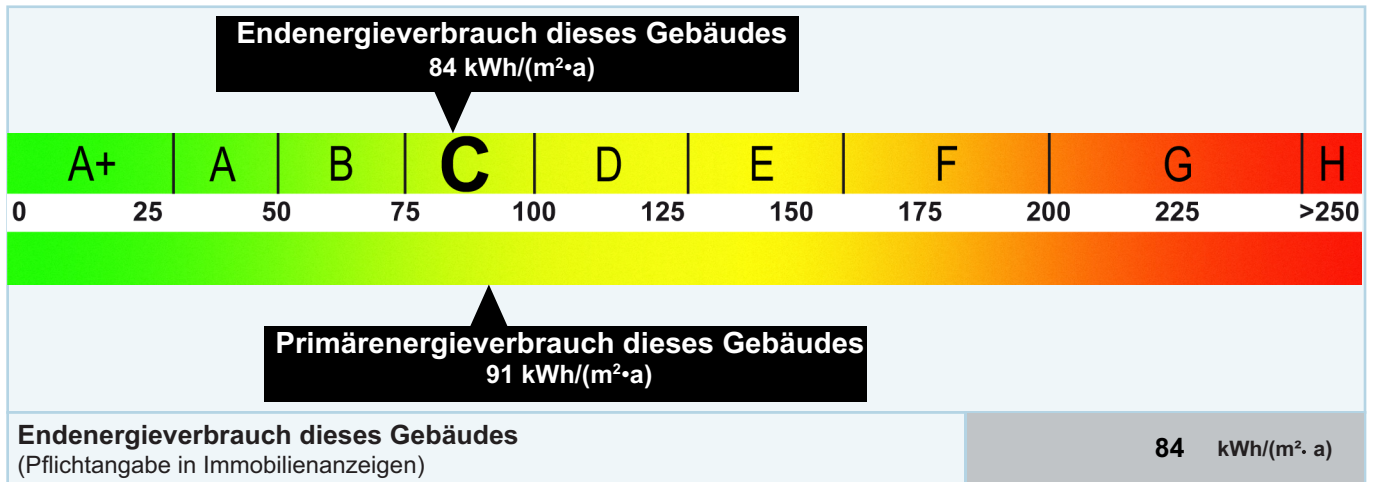 Endenergieverbrauch dieses Gebäudes
84 kWh/(m²•a)
A+ A B C D E F G H
0 25 50 75 100 125 150 175 200 225 >250
Primärenergieverbrauch dieses Gebäudes
91 kWh/(m²•a)
Endenergieverbrauch dieses Gebäudes 84 kWh/(m²· a)
(Pflichtangabe in Immobilienanzeigen)